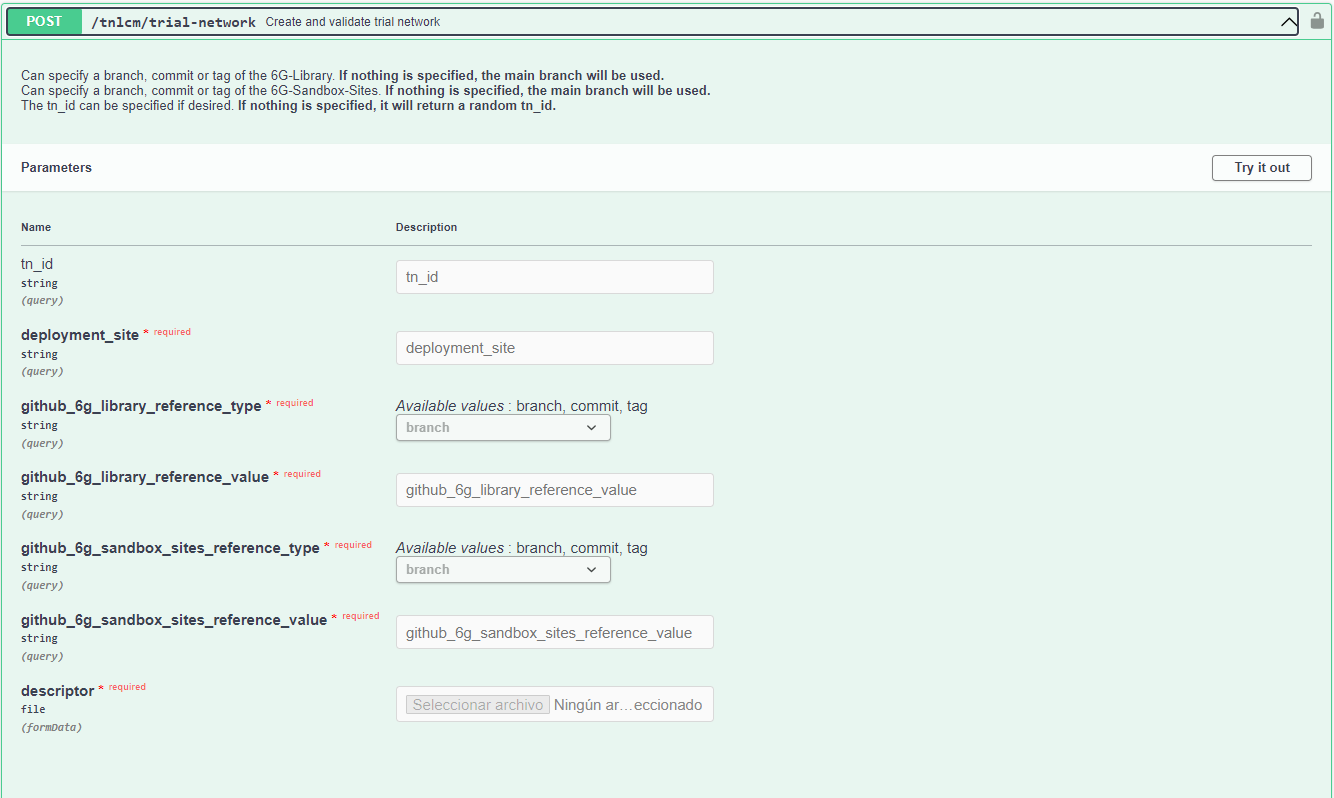 POST /tnlcm/trial-network Create and validate trial network
Can specify a branch, commit or tag of the 6G-Library. If nothing is specified, the main branch will be used.
Can specify a branch, commit or tag of the 6G-Sandbox-Sites. If nothing is specified, the main branch will be used.
The tn_id can be specified if desired. If nothing is specified, it will return a random tn_id.
Parameters Try it out
Name Description
tn_id
string
(query)
tn_id
deployment_site * required
string
(query)
deployment_site
github_6g_library_reference_type * required
string
(query)
Available values : branch, commit, tag
branch
github_6g_library_reference_value * required
string
(query)
github_6g_library_reference_value
github_6g_sandbox_sites_reference_type * required
string
(query)
Available values : branch, commit, tag
branch
github_6g_sandbox_sites_reference_value * required
string
(query)
github_6g_sandbox_sites_reference_value
descriptor * required
file
(formData)
Seleccionar archivo Ningún ar…eccionado